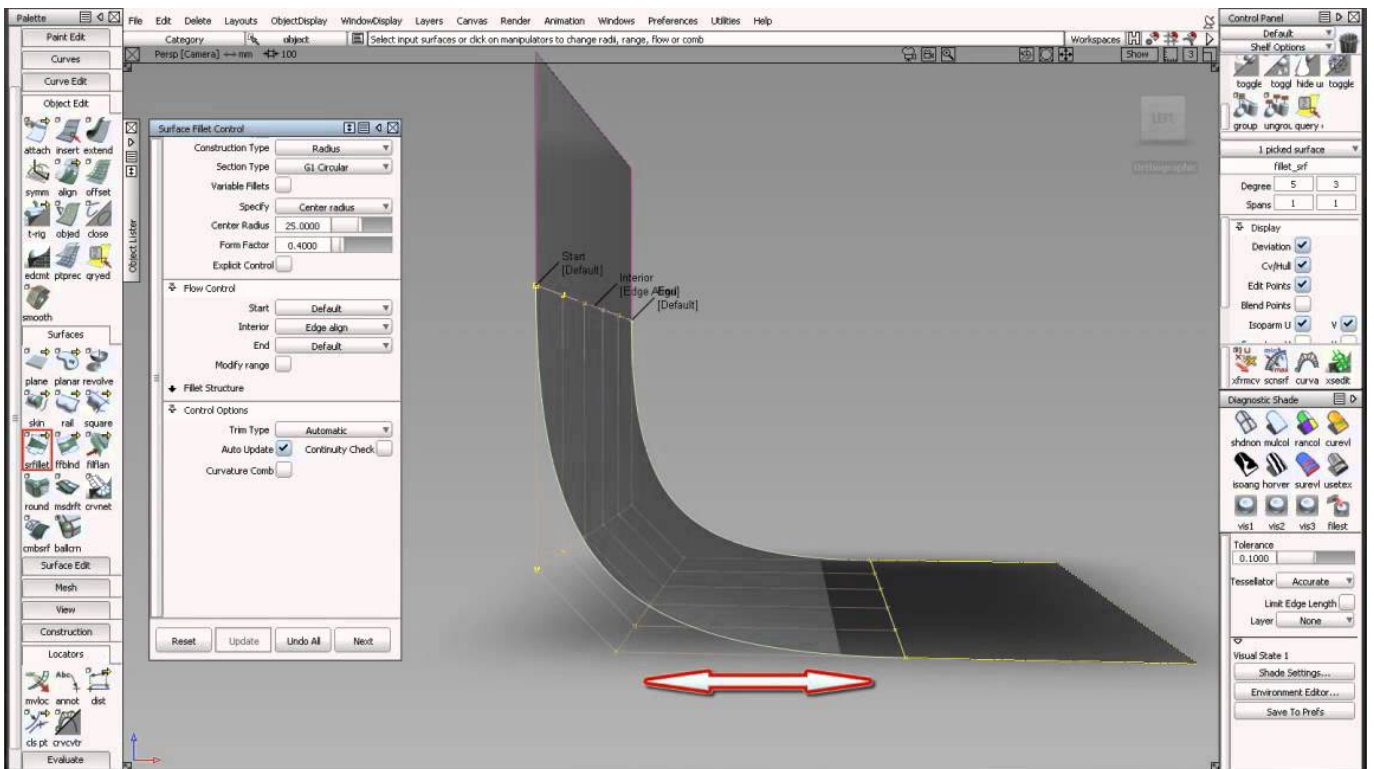 Palette
File Edit Delete Layouts ObjectDisplay WindowDisplay Layers Canvas Render Animation Windows Preferences Utilities Help
Control Panel
Paint Edit
Category object Select input surfaces or click on manipulators to change radii, range, flow or comb
Workspaces
Default
Curves
Persp [Camera] mm 100
Show 3
Shelf Options
Curve Edit
toggle toggl hide u toggle
Object Edit
group ungrou query
LEFT
attach insert extend
symm align offset
t-rig objed close
edcnt ptprec qryed
smooth
Surfaces
plane planar revolve
skin rail square
srfillet ffblnd filflan
round msdrft crvnet
cmbsrf ballcrn
Surface Edit
Mesh
View
Construction
Locators
mvloc annot dist
Abc
cls pt crvcvtr
Evaluate
Object Lister
Surface Fillet Control
Construction Type Radius
Section Type G1 Circular
Variable Fillets
Specify Center radius
Center Radius 25.0000
Form Factor 0.4000
Explicit Control
Flow Control
Start Default
Interior Edge align
End Default
Modify range
Fillet Structure
Control Options
Trim Type Automatic
Auto Update Continuity Check
Curvature Comb
Reset Update Undo All Next
Start
[Default]
Interior
[Default]
1 picked surface
fillet_srf
Degree 5 3
Spans 1 1
Display
Deviation
Cv/Hull
Edit Points
Blend Points
Isoparm U V
xfrmcv scnsrf curva xsedit
Diagnostic Shade
shdnon mulcol rancol curevl
isoang horver surevl usetex
vis1 vis2 vis3 filest
Tolerance
0.1000
Tessellator Accurate
Limit Edge Length
Layer None
Visual State 1
Shade Settings...
Environment Editor...
Save To Prefs